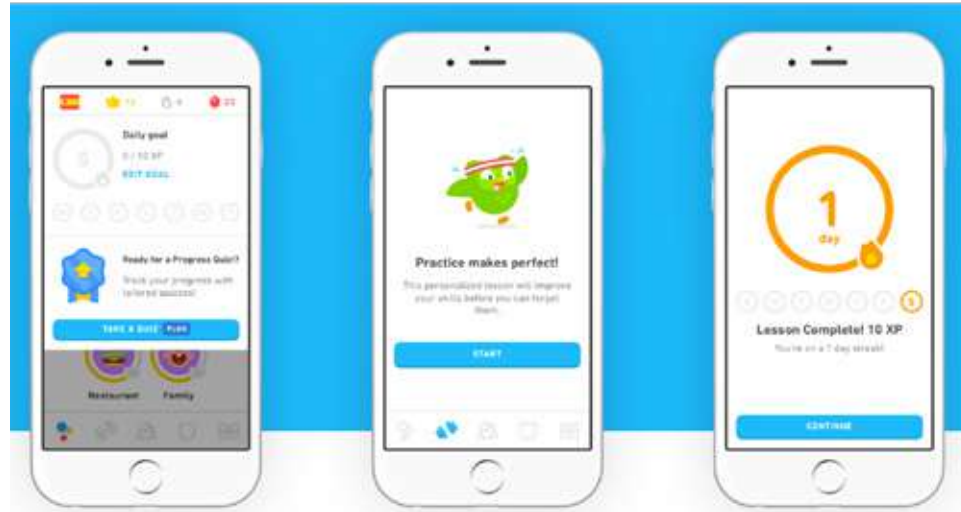 Daily goal
0 / 10 XP
EDIT GOAL
Ready for a Progress Quiz?
Track your progress with
tailored quizzes!
TAKE A QUIZ PLUS
Restaurant Family
Practice makes perfect!
This personalized lesson will improve
your skills before you can forget
them.
START
1
day
S
Lesson Complete! 10 XP
You're on a 1 day streak!
CONTINUE